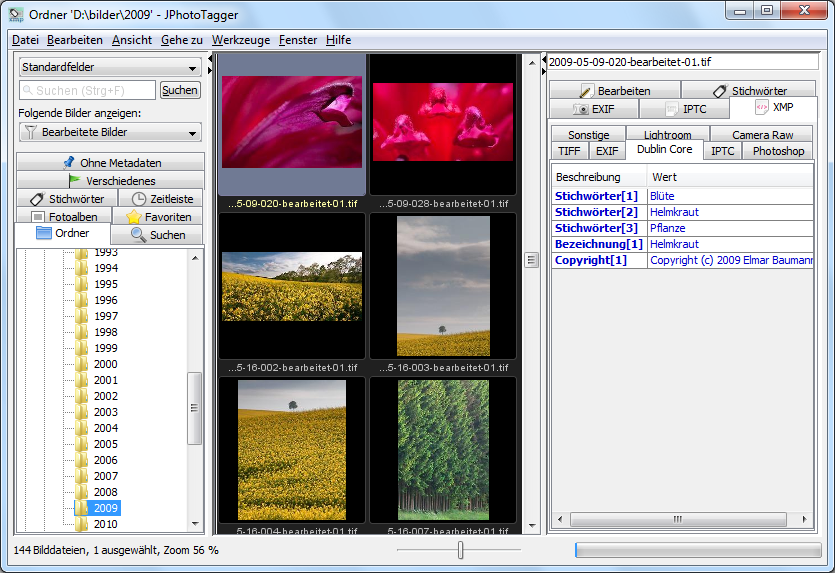 Ordner 'D:\bilder\2009' - JPhotoTagger
Datei Bearbeiten Ansicht Gehe zu Werkzeuge Fenster Hilfe
Standardfelder
Suchen (Strg+F) Suchen
Folgende Bilder anzeigen:
Bearbeitete Bilder
Ohne Metadaten
Verschiedenes
Stichwörter Zeitleiste
Fotoalben Favoriten
Ordner Suchen
1993
1994
1995
1996
1997
1998
1999
2000
2001
2002
2003
2004
2005
2006
2007
2008
2009
2010
...5-09-020-bearbeitet-01.tif ...5-09-028-bearbeitet-01.tif
...5-16-002-bearbeitet-01.tif ...5-16-003-bearbeitet-01.tif
...5-16-004-bearbeitet-01.tif ...5-16-007-bearbeitet-01.tif
2009-05-09-020-bearbeitet-01.tif
Bearbeiten Stichwörter
EXIF IPTC XMP
Sonstige Lightroom Camera Raw
TIFF EXIF Dublin Core IPTC Photoshop
Beschreibung Wert
Stichwörter[1] Blüte
Stichwörter[2] Helmkraut
Stichwörter[3] Pflanze
Bezeichnung[1] Helmkraut
Copyright[1] Copyright (c) 2009 Elmar Baumann
144 Bilddateien, 1 ausgewählt, Zoom 56 %